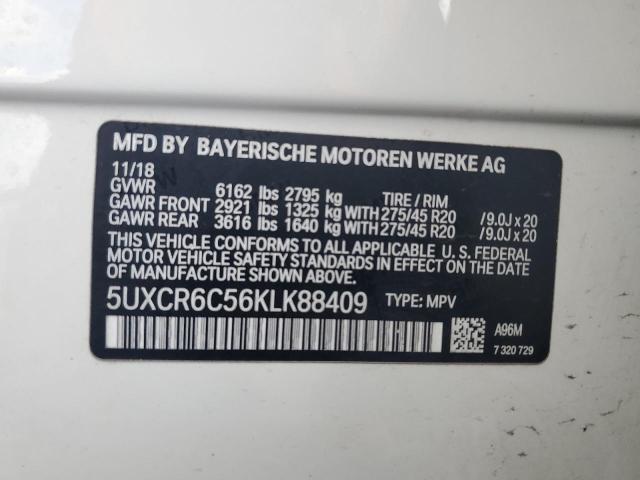 MFD BY BAYERISCHE MOTOREN WERKE AG
11/18
GVWR 6162 lbs 2795 kg TIRE / RIM
GAWR FRONT 2921 lbs 1325 kg WITH 275/45 R20 /9.0J x 20
GAWR REAR 3616 lbs 1640 kg WITH 275/45 R20 /9.0J x 20
THIS VEHICLE CONFORMS TO ALL APPLICABLE U. S. FEDERAL
MOTOR VEHICLE SAFETY STANDARDS IN EFFECT ON THE
DATE OF MANUFACTURE SHOWN ABOVE.
5UXCR6C56KLK88409 TYPE: MPV
A96M
7 320 729